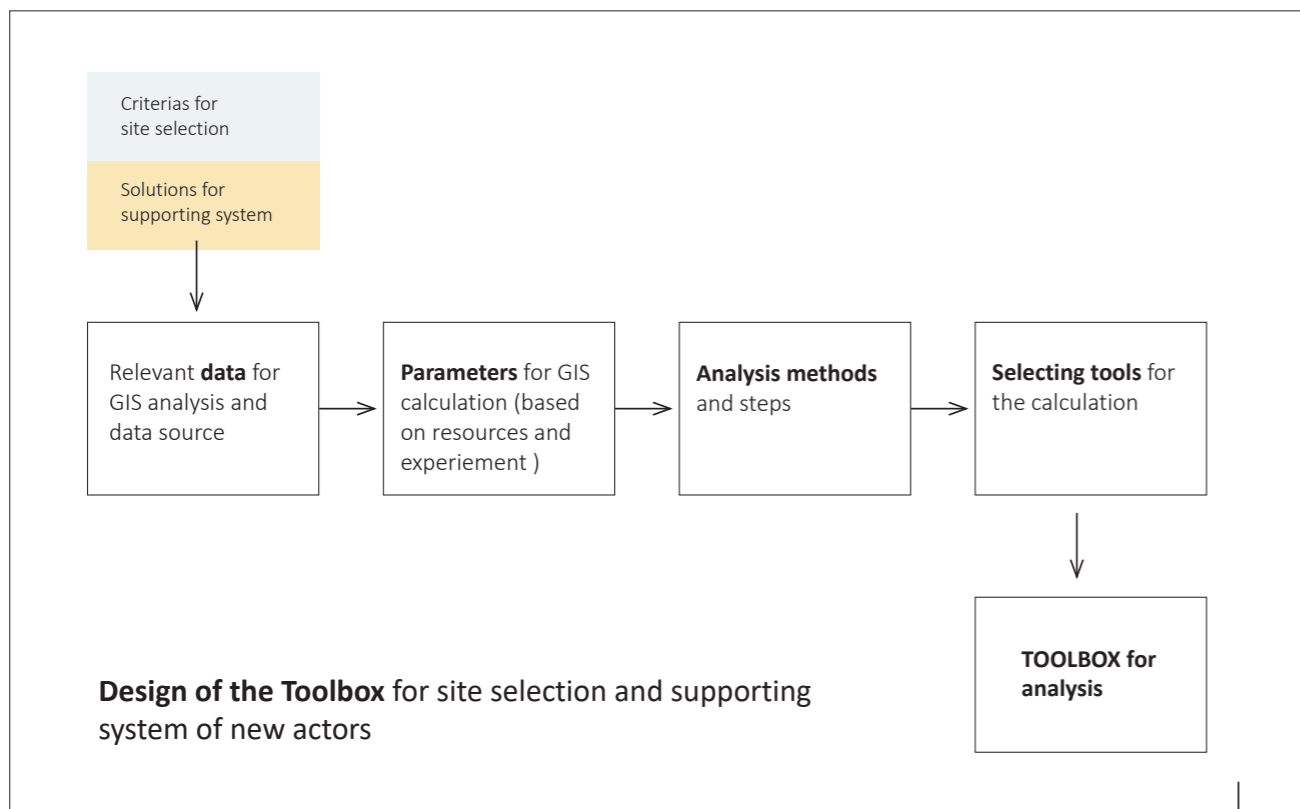 Criterias for
site selection
Solutions for
supporting system
Relevant data for
GIS analysis and
data source
Parameters for GIS
calculation (based
on resources and
experiement )
Analysis methods
and steps
Selecting tools for
the calculation
TOOLBOX for
analysis
Design of the Toolbox for site selection and supporting
system of new actors